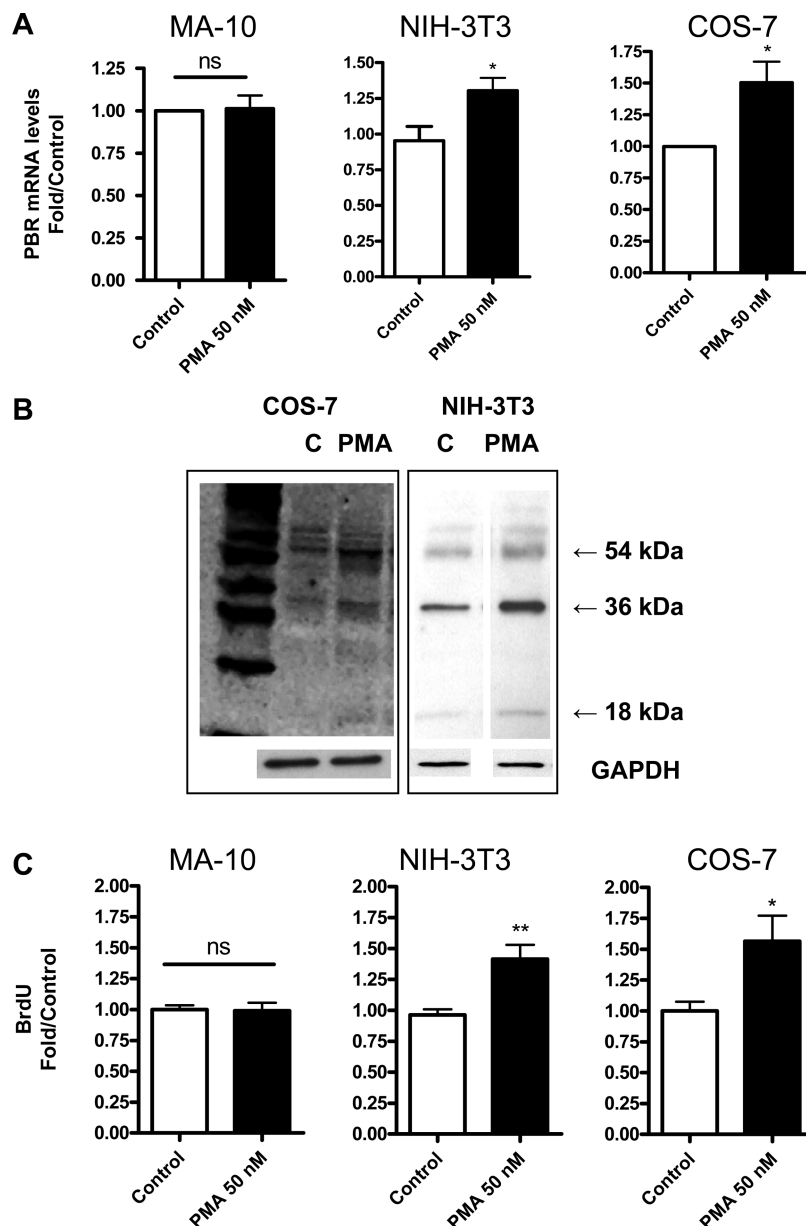 A
MA-10
NIH-3T3
COS-7
PBR mRNA levels
Fold/Control
1.25
1.00
0.75
0.50
0.25
0.00
ns
Control
PMA 50 nM
1.50
1.25
1.00
0.75
0.50
0.25
0.00
*
Control
PMA 50 nM
1.75
1.50
1.25
1.00
0.75
0.50
0.25
0.00
*
Control
PMA 50 nM
B
COS-7
NIH-3T3
C PMA
C PMA
← 54 kDa
← 36 kDa
← 18 kDa
GAPDH
C
MA-10
NIH-3T3
COS-7
BrdU
Fold/Control
2.00
1.75
1.50
1.25
1.00
0.75
0.50
0.25
0.00
ns
Control
PMA 50 nM
2.00
1.75
1.50
1.25
1.00
0.75
0.50
0.25
0.00
**
Control
PMA 50 nM
2.00
1.75
1.50
1.25
1.00
0.75
0.50
0.25
0.00
*
Control
PMA 50 nM